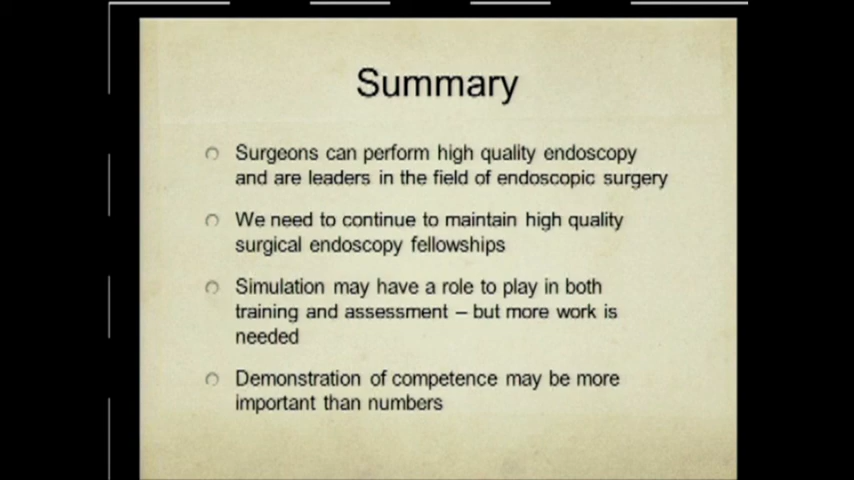 Summary
Surgeons can perform high quality endoscopy
and are leaders in the field of endoscopic surgery
We need to continue to maintain high quality
surgical endoscopy fellowships
Simulation may have a role to play in both
training and assessment – but more work is
needed
Demonstration of competence may be more
important than numbers